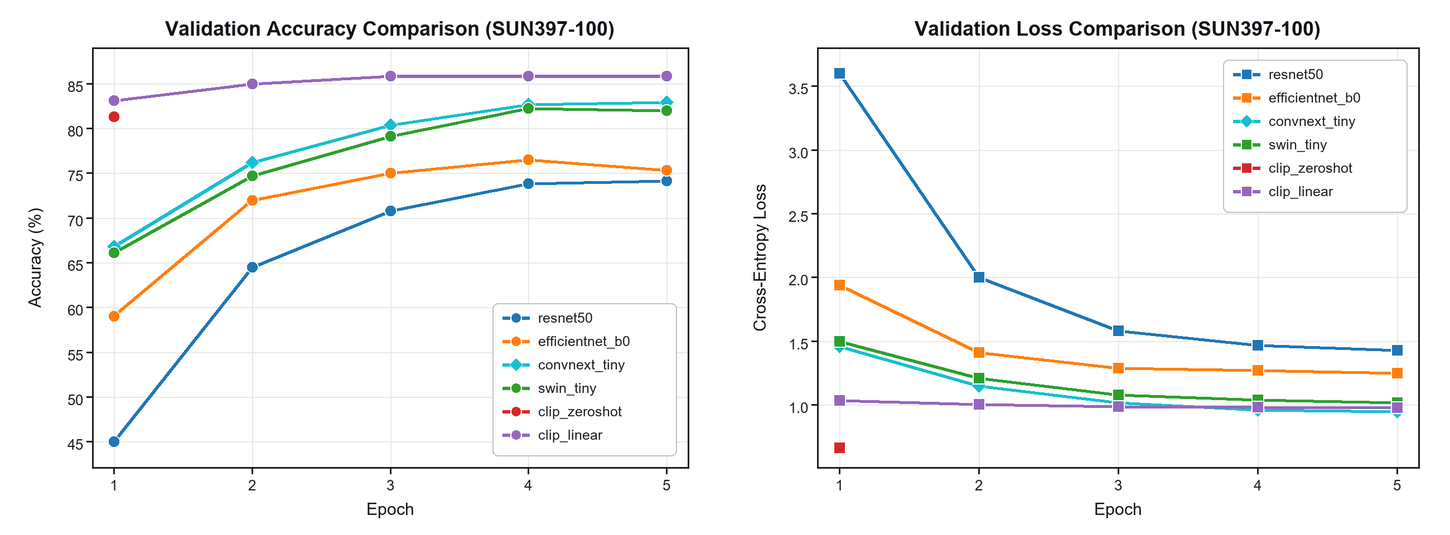 Validation Accuracy Comparison (SUN397-100)
Accuracy (%)
85
80
75
70
65
60
55
50
45
1 2 3 4 5
Epoch
resnet50
efficientnet_b0
convnext_tiny
swin_tiny
clip_zeroshot
clip_linear
Validation Loss Comparison (SUN397-100)
Cross-Entropy Loss
3.5
3.0
2.5
2.0
1.5
1.0
1 2 3 4 5
Epoch
resnet50
efficientnet_b0
convnext_tiny
swin_tiny
clip_zeroshot
clip_linear